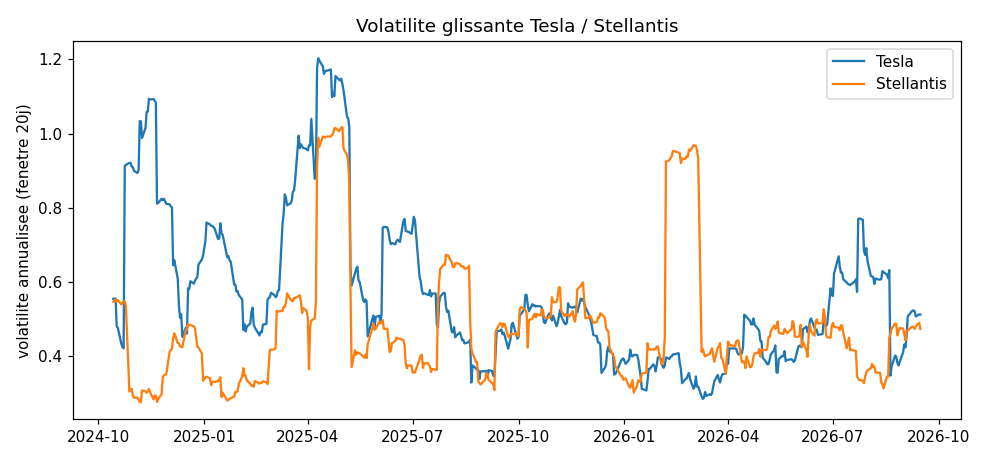 Volatilite glissante Tesla / Stellantis
Tesla
Stellantis
volatilite annualisee (fenetre 20j)
1.2
1.0
0.8
0.6
0.4
2024-10 2025-01 2025-04 2025-07 2025-10 2026-01 2026-04 2026-07 2026-10